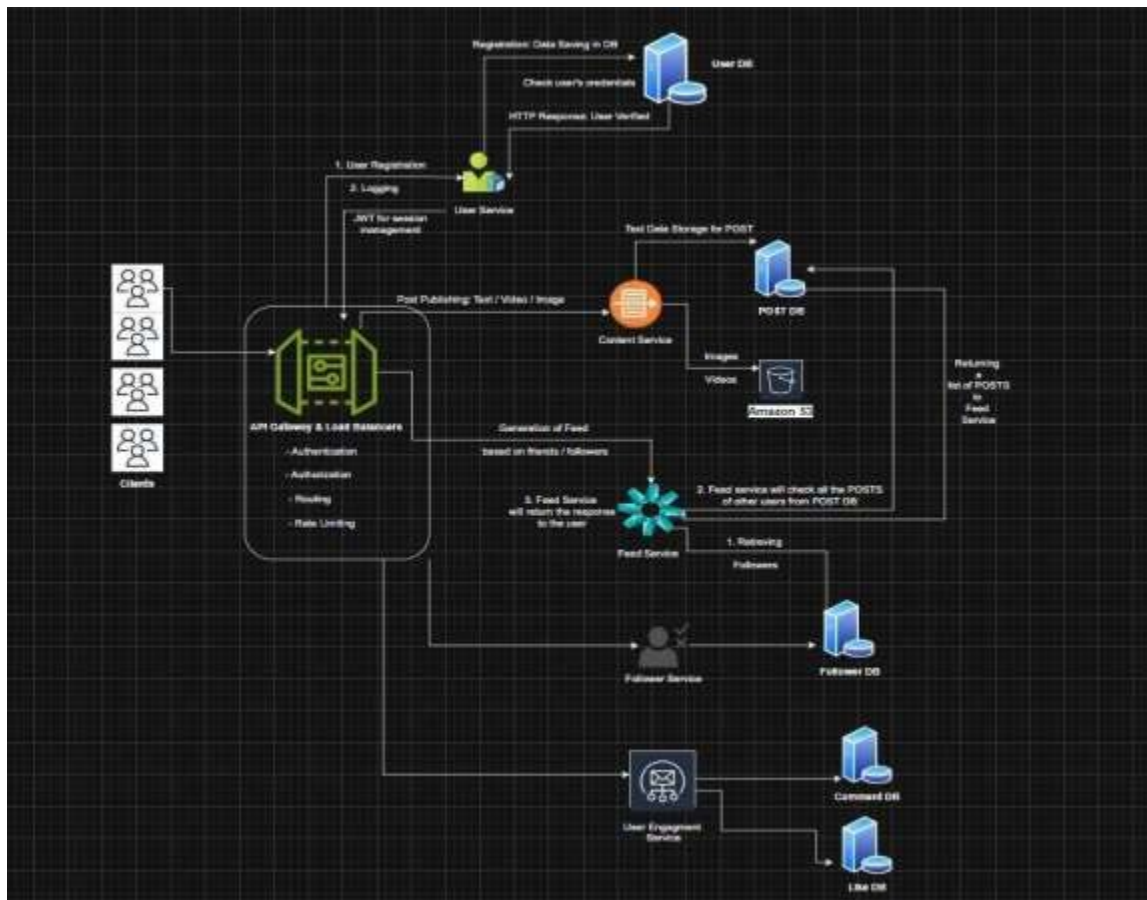 Registration: Data Saving in DB
User DB
Check user's credentials
HTTP Response: User Verified
1. User Registration
2. Logging
User Service
JWT for session
management
Text Data Storage for POST
POST DB
Post Publishing: Text / Video / Image
Content Service
Images
Videos
Amazon S3
Returning
a
list of POSTS
to
Feed
Service
API Gateway & Load Balancers
- Authentication
- Authorization
- Routing
- Rate Limiting
Clients
Generation of Feed
based on friends / followers
3. Feed Service
will return the response
to the user
2. Feed service will check all the POSTS
of other users from POST DB
Feed Service
1. Retrieving
Followers
Follower Service
Follower DB
User Engagment
Service
Comment DB
Like DB